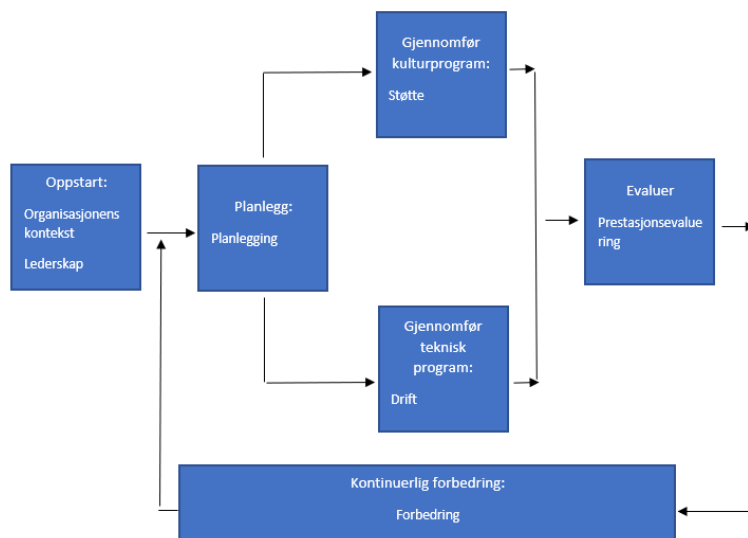 Oppstart:
Organisasjonens
kontekst
Lederskap
Planlegg:
Planlegging
Gjennomfør
kulturprogram:
Støtte
Gjennomfør
teknisk
program:
Drift
Evaluer
Prestasjonsevalue
ring
Kontinuerlig forbedring:
Forbedring